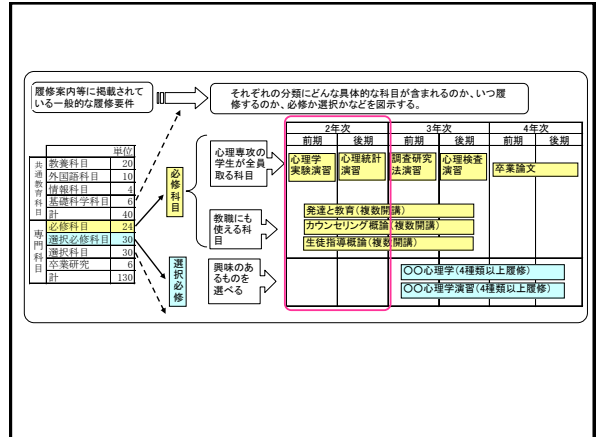 履修案内等に掲載されて
いる一般的な履修要件
それぞれの分類にどんな具体的な科目が含まれるのか、いつ履
修するのか、必修か選択かなどを図示する。
単位
共通教育科目
教養科目 20
外国語科目 10
情報科目 4
基礎科学科目 6
計 40
専門科目
必修科目 24
選択必修科目 30
選択科目 30
卒業研究 6
計 130
必修科目
選択必修
心理専攻の
学生が全員
取る科目
教職にも
使える科
目
興味のあ
るものを
選べる
2年次 3年次 4年次
前期 後期 前期 後期 前期 後期
心理学
実験演習
心理統計
演習
調査研究
法演習
心理検査
演習
卒業論文
発達と教育(複数開講)
カウンセリング概論(複数開講)
生徒指導概論(複数開講)
〇〇心理学(4種類以上履修)
〇〇心理学演習(4種類以上履修)